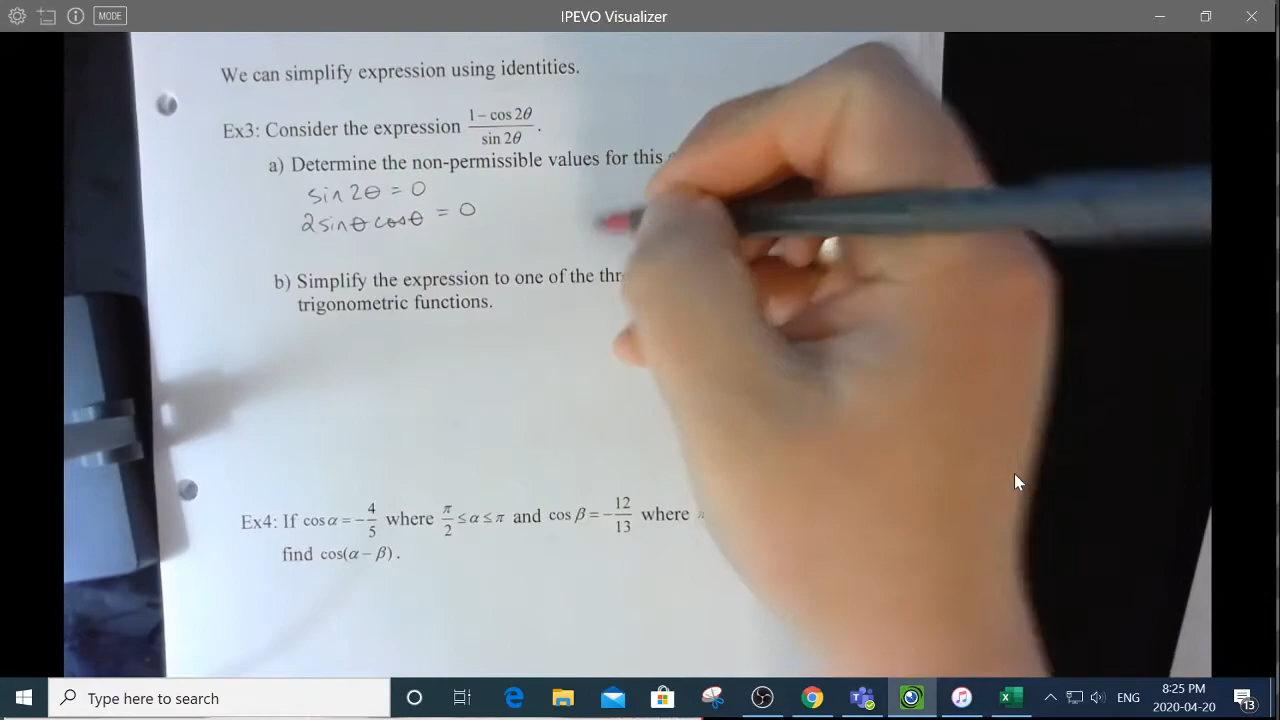 MODE
IPEVO Visualizer
We can simplify expression using identities.
Ex3: Consider the expression (1 − cos 2θ)/(sin 2θ).
a) Determine the non-permissible values for this
sin 2θ = 0
2 sinθ cosθ = 0
b) Simplify the expression to one of the
trigonometric functions.
Ex4: If cos α = −4/5 where π/2 ≤ α ≤ π and cos β = −12/13 where
find cos(α − β).
Type here to search
ENG
8:25 PM
2020-04-20
13